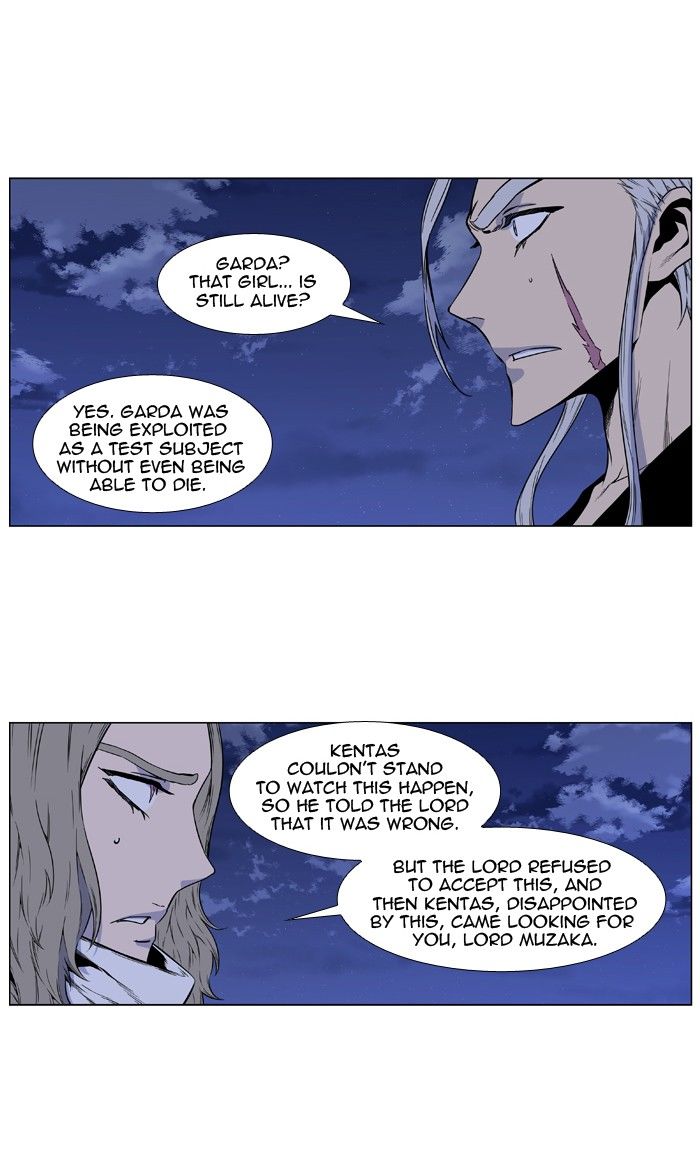 GARDA?
THAT GIRL... IS
STILL ALIVE?
YES. GARDA WAS
BEING EXPLOITED
AS A TEST SUBJECT
WITHOUT EVEN BEING
ABLE TO DIE.
KENTAS
COULDN'T STAND
TO WATCH THIS HAPPEN,
SO HE TOLD THE LORD
THAT IT WAS WRONG.
BUT THE LORD REFUSED
TO ACCEPT THIS, AND
THEN KENTAS, DISAPPOINTED
BY THIS, CAME LOOKING FOR
YOU, LORD MUZAKA.